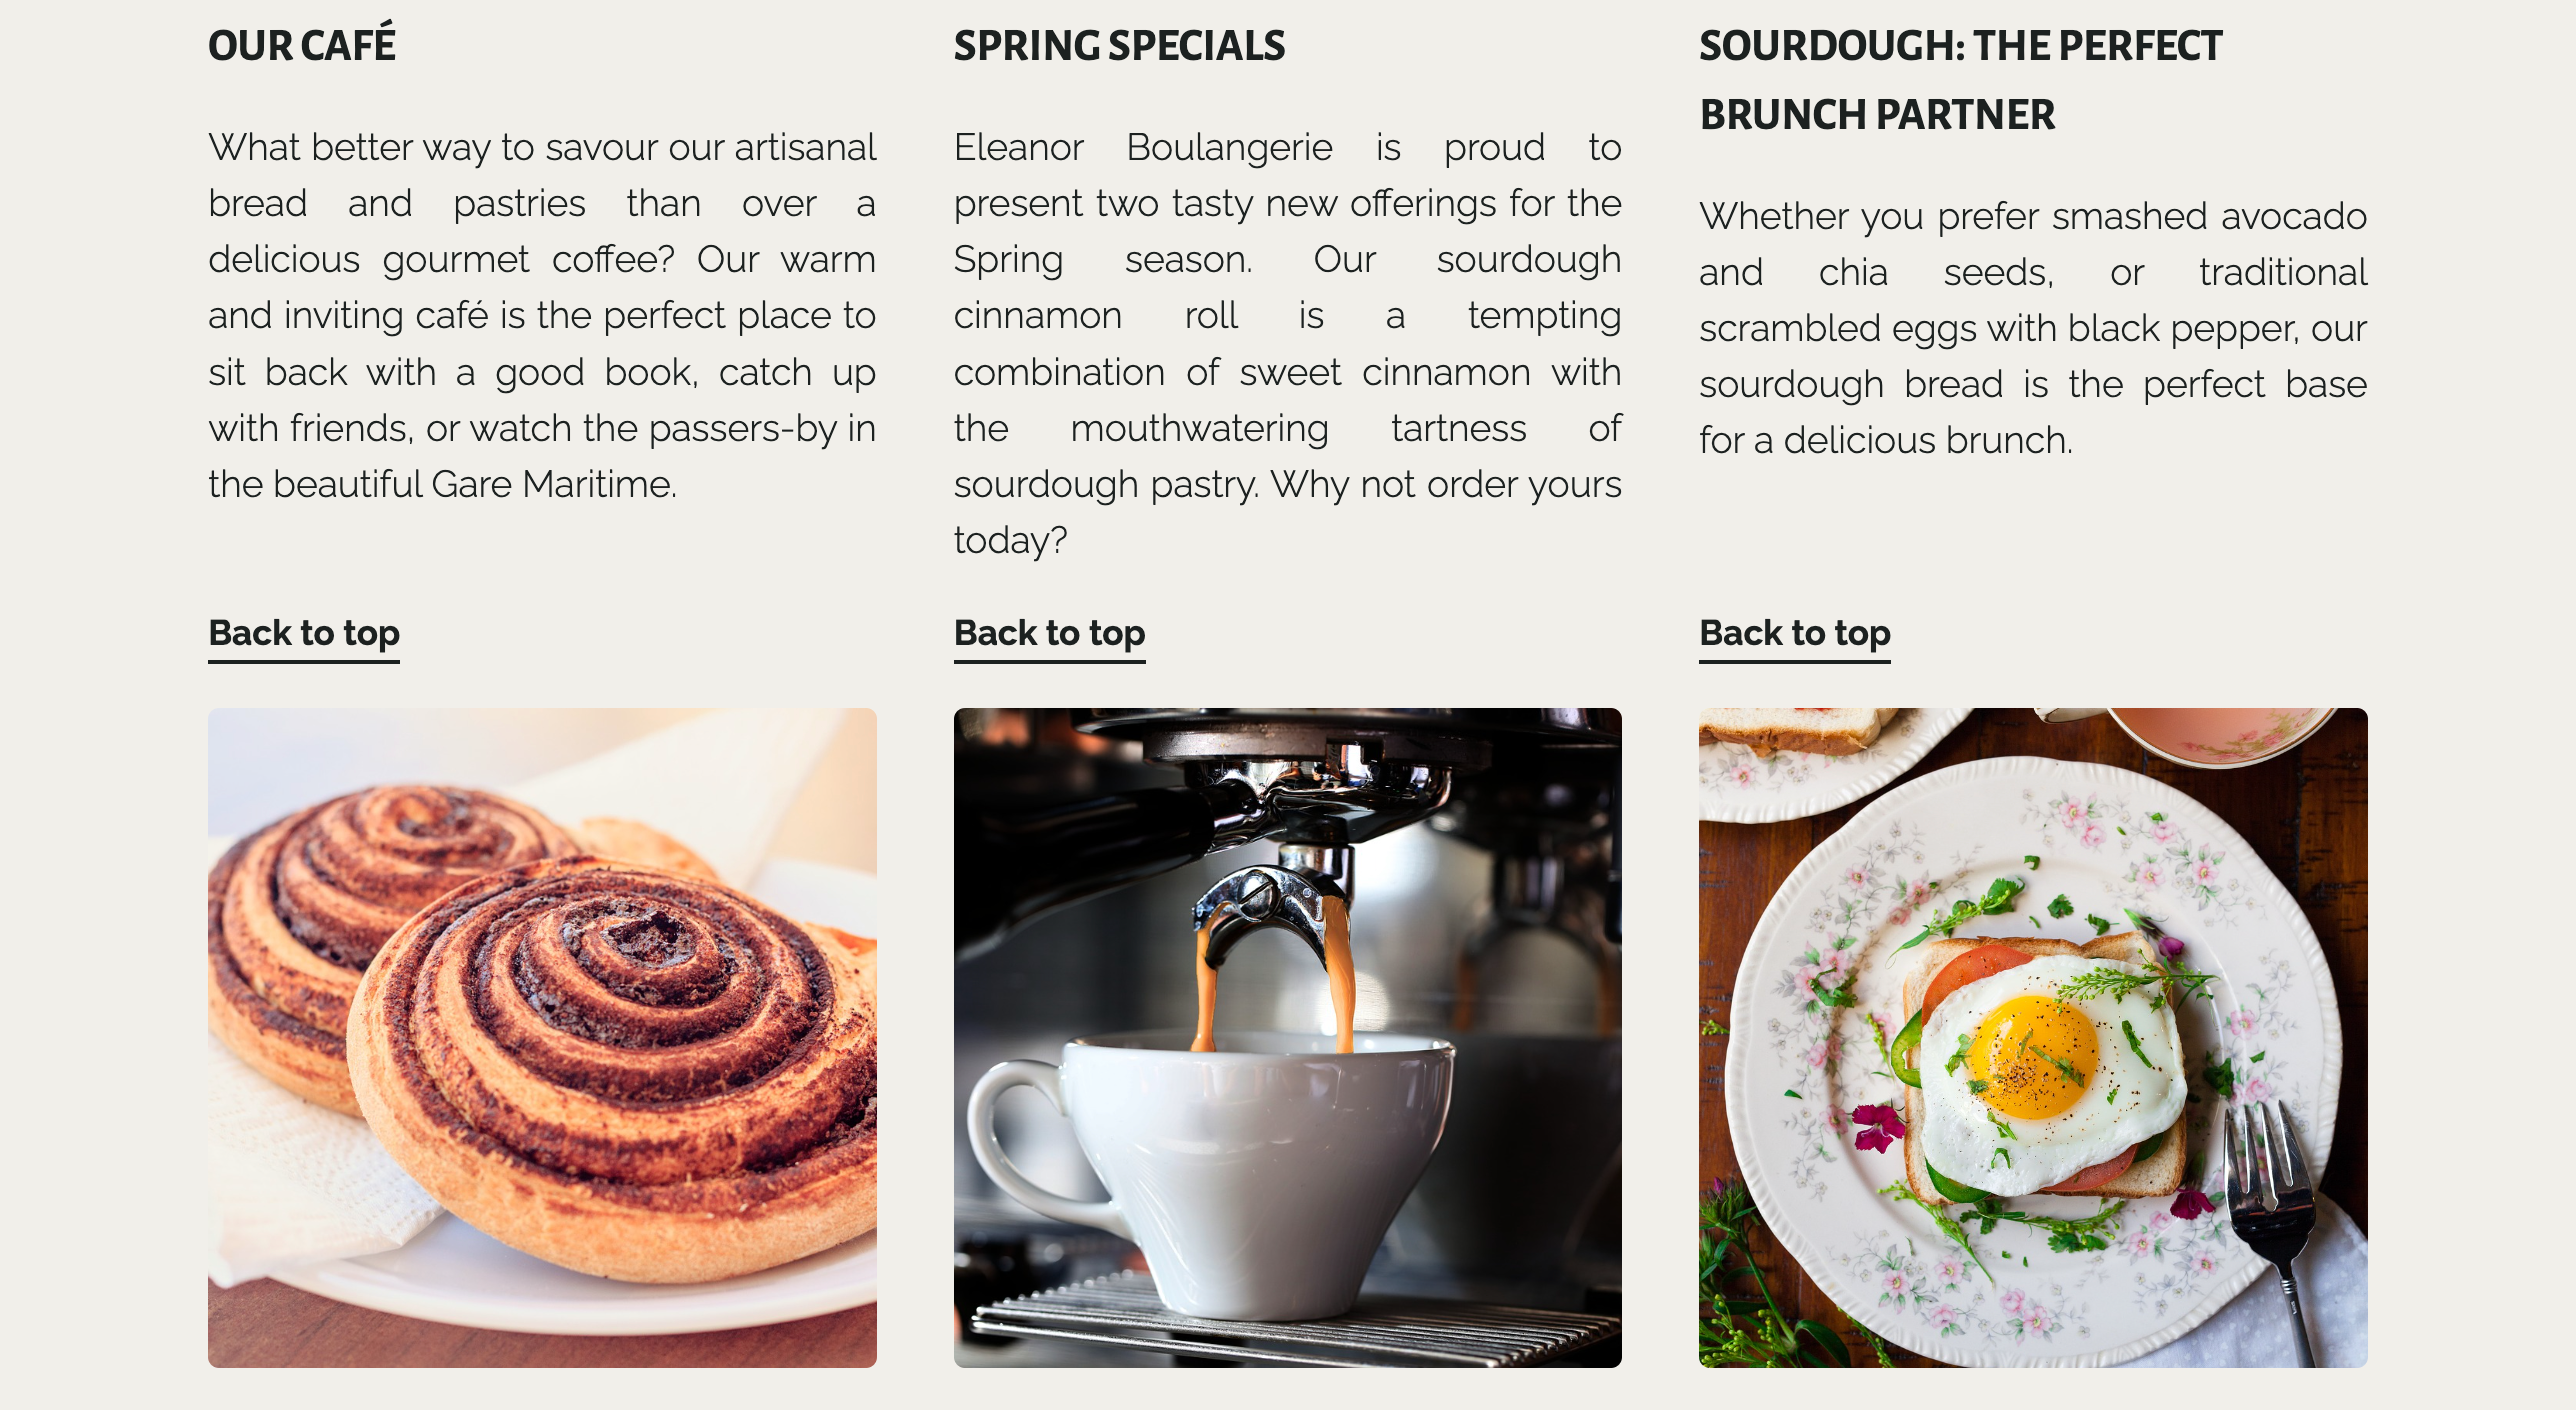 OUR CAFÉ
What better way to savour our artisanal
bread and pastries than over a
delicious gourmet coffee? Our warm
and inviting café is the perfect place to
sit back with a good book, catch up
with friends, or watch the passers-by in
the beautiful Gare Maritime.
Back to top
SPRING SPECIALS
Eleanor Boulangerie is proud to
present two tasty new offerings for the
Spring season. Our sourdough
cinnamon roll is a tempting
combination of sweet cinnamon with
the mouthwatering tartness of
sourdough pastry. Why not order yours
today?
Back to top
SOURDOUGH: THE PERFECT
BRUNCH PARTNER
Whether you prefer smashed avocado
and chia seeds, or traditional
scrambled eggs with black pepper, our
sourdough bread is the perfect base
for a delicious brunch.
Back to top